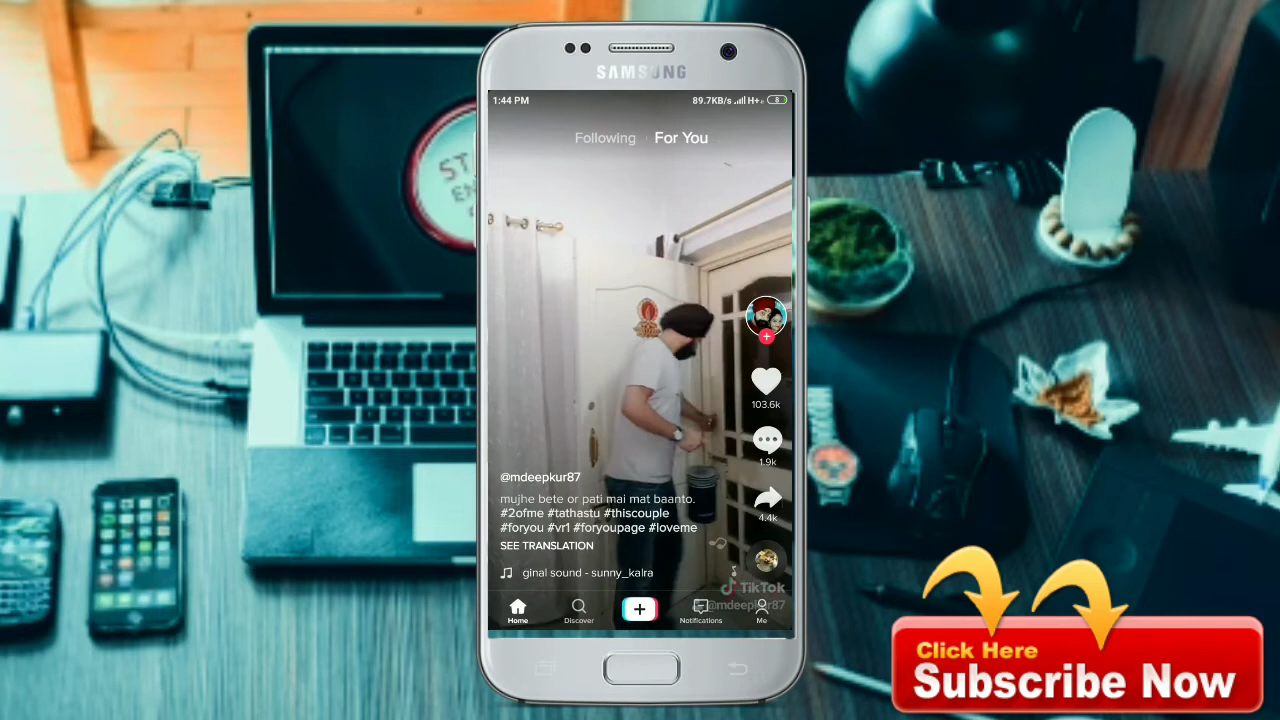 SAMSUNG
1:44 PM
89.7KB/s
H+
8
Following
For You
103.6k
1.9k
4.4k
@mdeepkur87
mujhe bete or pati mai mat baanto.
#2ofme #tathastu #thiscouple
#foryou #vr1 #foryoupage #loveme
SEE TRANSLATION
ginal sound - sunny_kalra
TikTok
@mdeepkur87
Home
Discover
Notifications
Me
Click Here
Subscribe Now